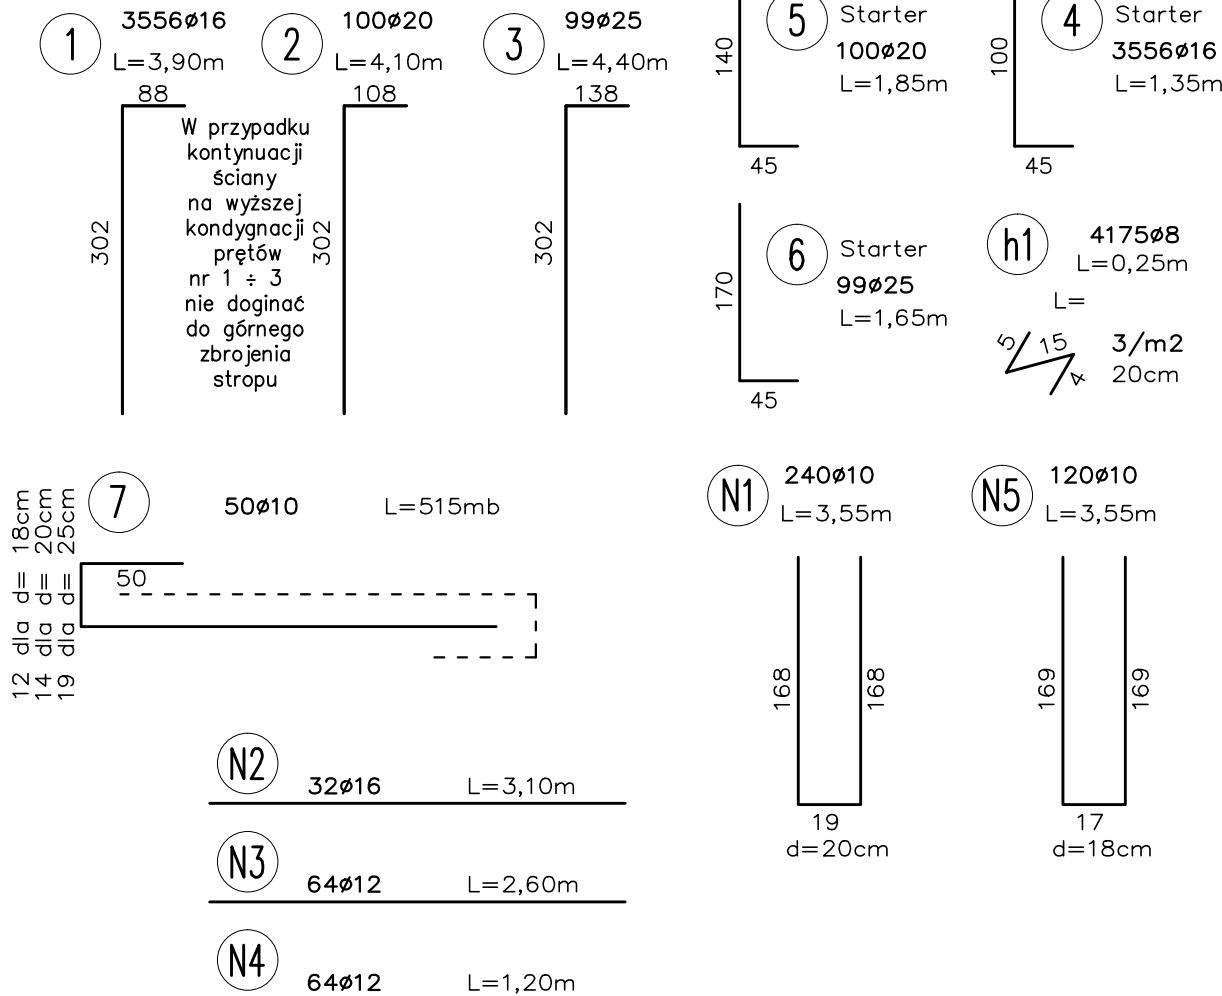 1
3556ø16
L=3,90m
88
302
2
100ø20
L=4,10m
108
302
3
99ø25
L=4,40m
138
302
W przypadku
kontynuacji
ściany
na wyższej
kondygnacji
prętów
nr 1 ÷ 3
nie doginać
do górnego
zbrojenia
stropu
5
Starter
100ø20
L=1,85m
140
45
4
Starter
3556ø16
L=1,35m
100
45
6
Starter
99ø25
L=1,65m
170
45
h1
4175ø8
L=0,25m
L=
5
15
4
3/m2
20cm
7
50ø10
L=515mb
50
12 dla d= 18cm
14 dla d= 20cm
19 dla d= 25cm
N1
240ø10
L=3,55m
168
168
19
d=20cm
N5
120ø10
L=3,55m
169
169
17
d=18cm
N2
32ø16
L=3,10m
N3
64ø12
L=2,60m
N4
64ø12
L=1,20m